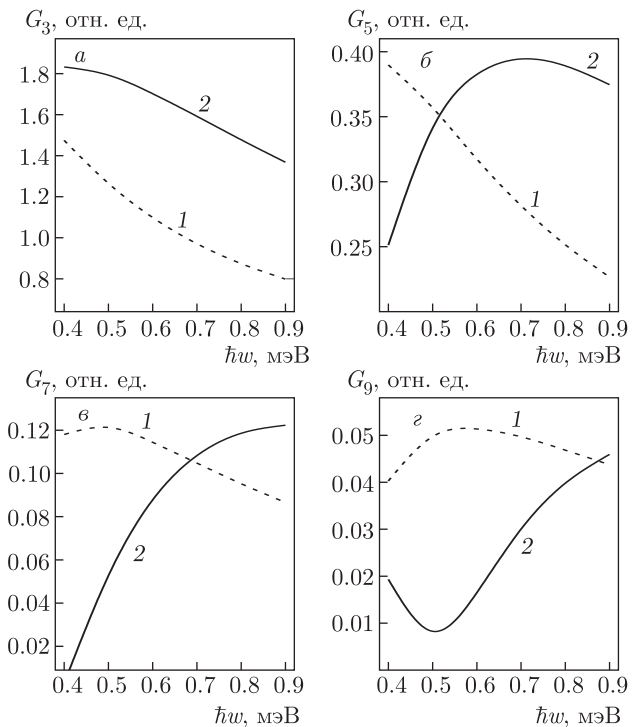 G₃, отн. ед.
а
1.8
1.6
1.4
1.2
1.0
0.8
2
1
0.4 0.5 0.6 0.7 0.8 0.9
ħw, мэВ
G₅, отн. ед.
б
0.40
0.35
0.30
0.25
2
1
0.4 0.5 0.6 0.7 0.8 0.9
ħw, мэВ
G₇, отн. ед.
в
0.12
0.10
0.08
0.06
0.04
0.02
1
2
0.4 0.5 0.6 0.7 0.8 0.9
ħw, мэВ
G₉, отн. ед.
г
0.05
0.04
0.03
0.02
0.01
1
2
0.4 0.5 0.6 0.7 0.8 0.9
ħw, мэВ